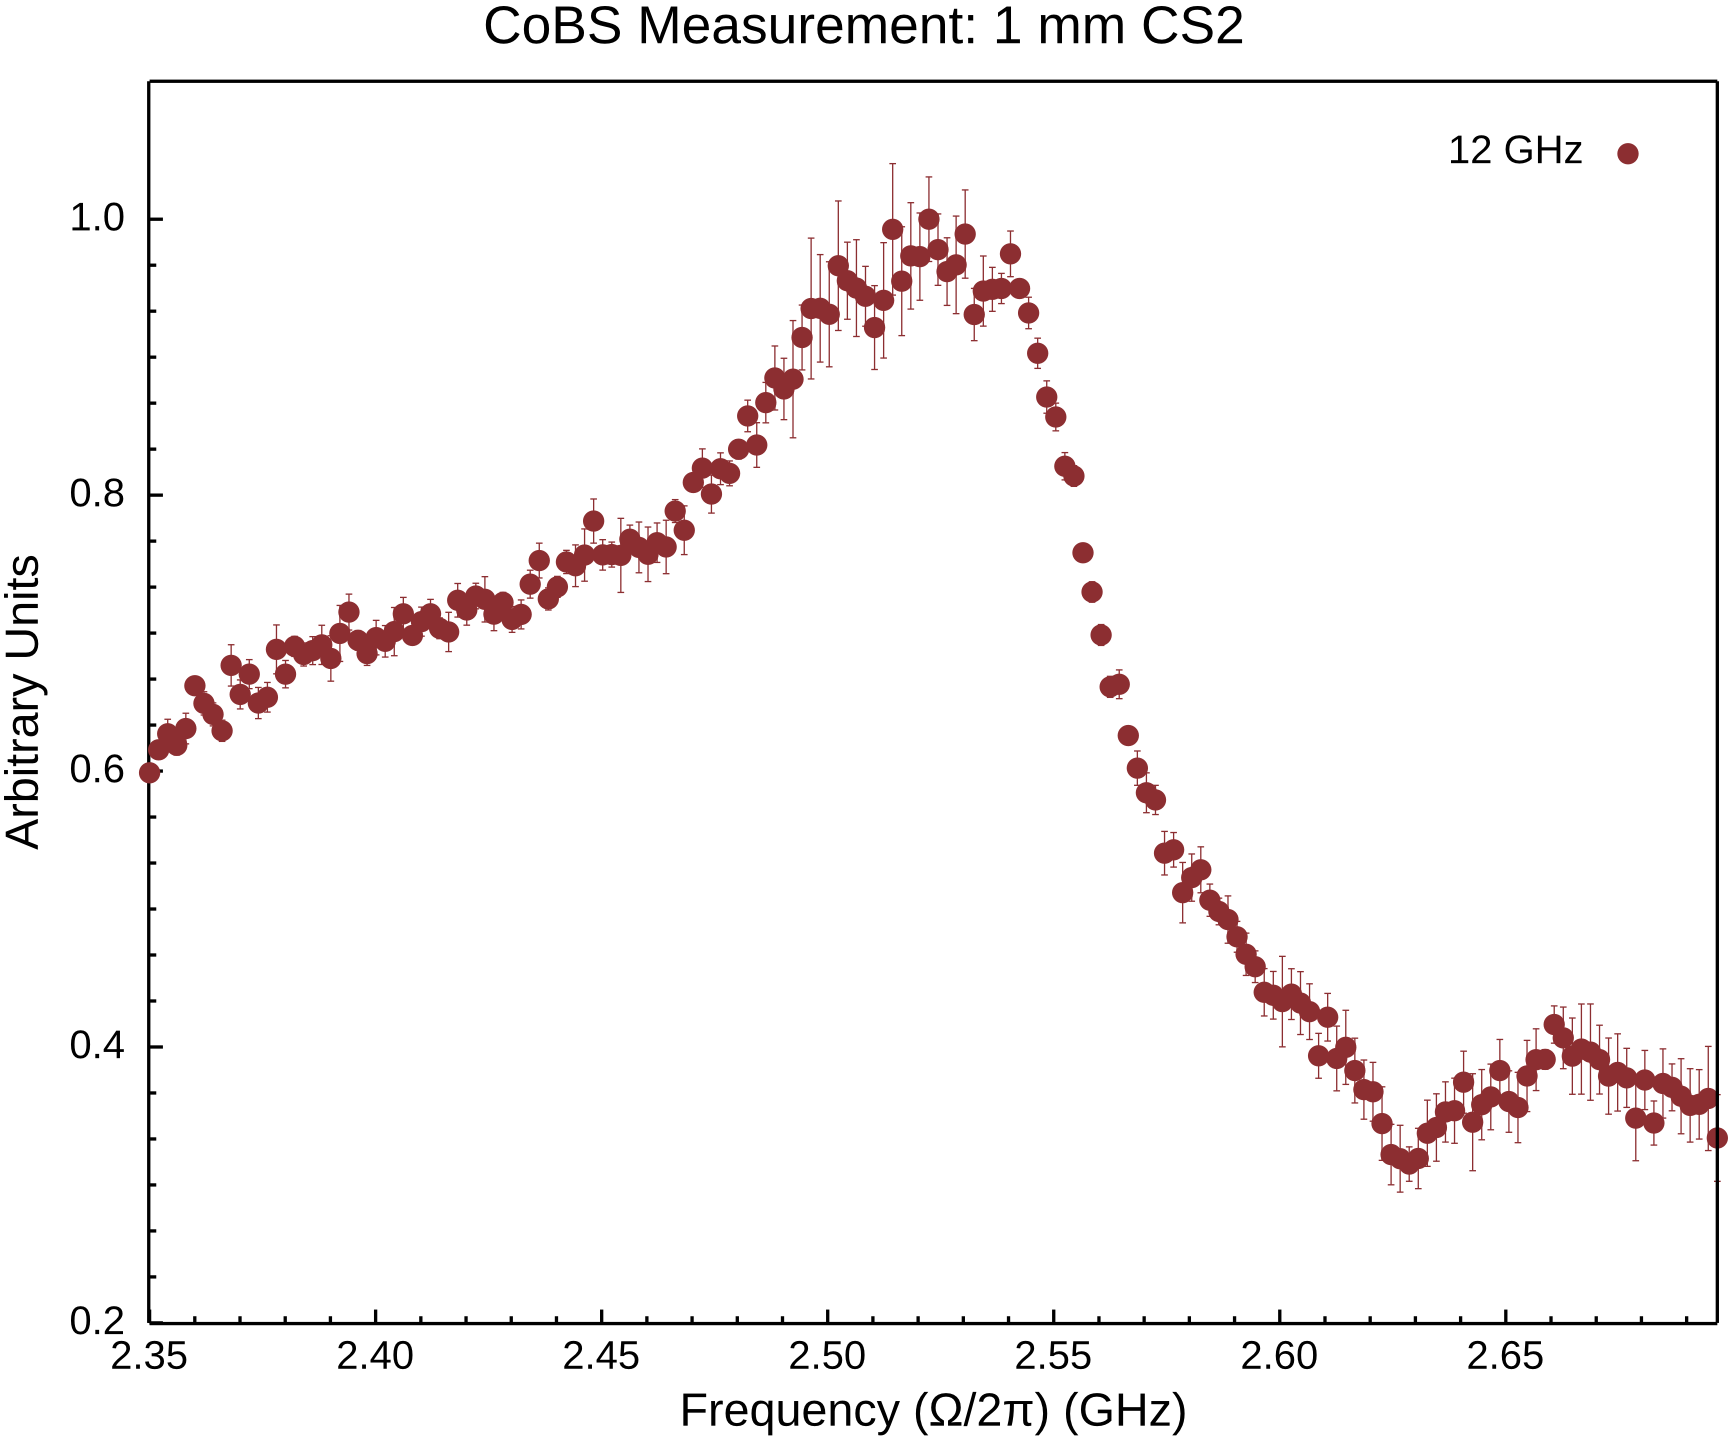 CoBS Measurement: 1 mm CS2
12 GHz
1.0
0.8
0.6
0.4
0.2
Arbitrary Units
2.35 2.40 2.45 2.50 2.55 2.60 2.65
Frequency (Ω/2π) (GHz)